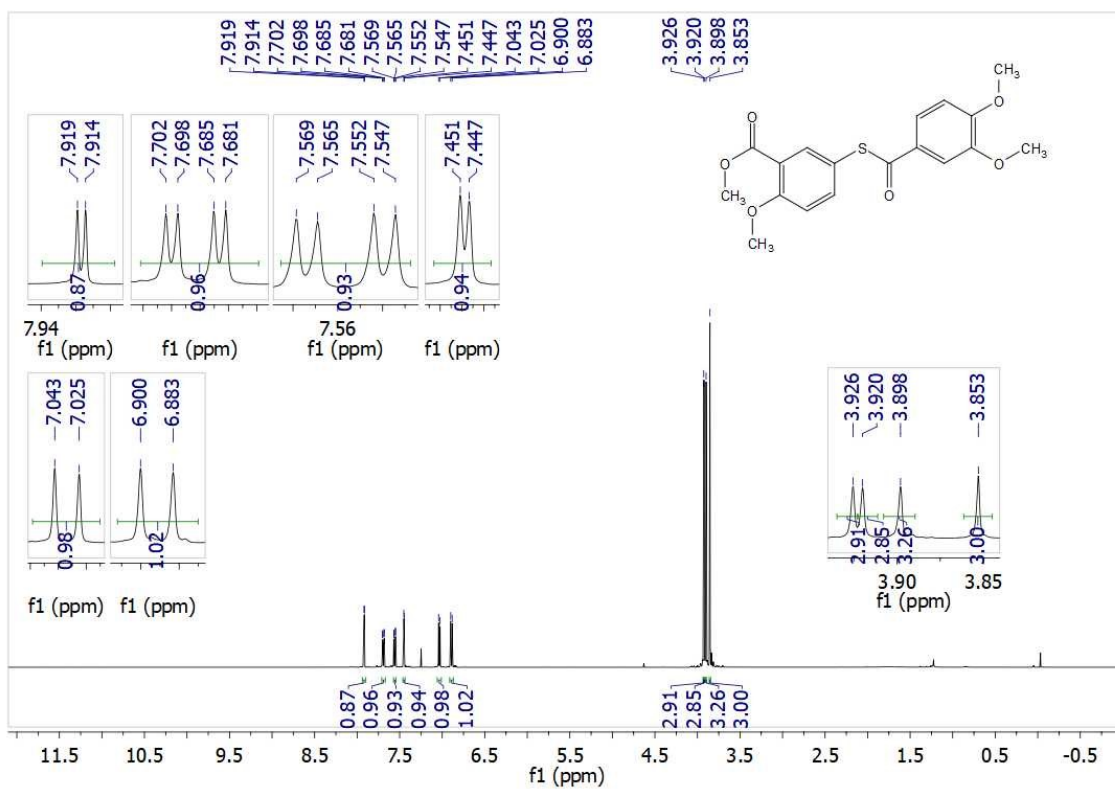 7.919 7.914 7.702 7.698 7.685 7.681 7.569 7.565 7.552 7.547 7.451 7.447 7.043 7.025 6.900 6.883 3.926 3.920 3.898 3.853
7.919 7.914
0.87
7.94
f1 (ppm)
7.702 7.698 7.685 7.681
0.96
f1 (ppm)
7.569 7.565 7.552 7.547
0.93
7.56
f1 (ppm)
7.451 7.447
0.94
f1 (ppm)
O
O
CH₃
O
CH₃
S
O
O
CH₃
O
CH₃
7.043 7.025
0.98
f1 (ppm)
6.900 6.883
1.02
f1 (ppm)
3.926 3.920 3.898 3.853
2.91 2.85 3.26 3.00
3.90 3.85
f1 (ppm)
0.87 0.96 0.93 0.94 0.98 1.02 2.91 2.85 3.26 3.00
11.5 10.5 9.5 8.5 7.5 6.5 5.5 4.5 3.5 2.5 1.5 0.5 -0.5
f1 (ppm)